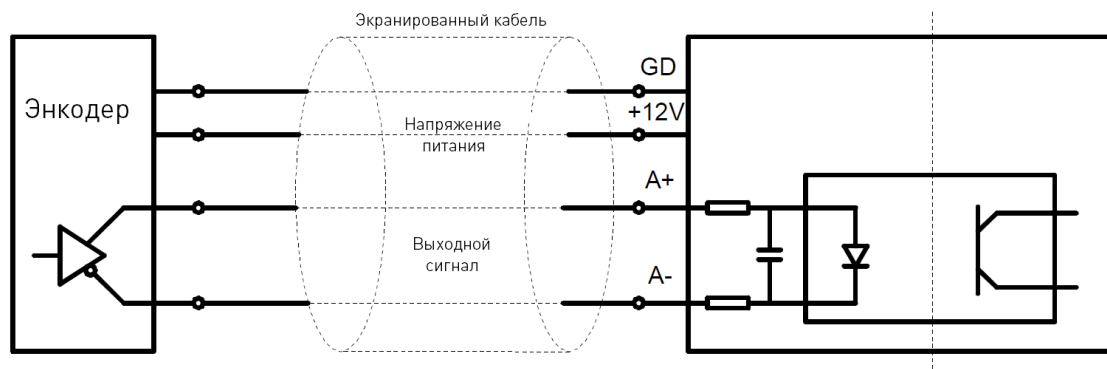 Экранированный кабель
GD
Энкодер
+12V
Напряжение
питания
A+
Выходной
сигнал
A-